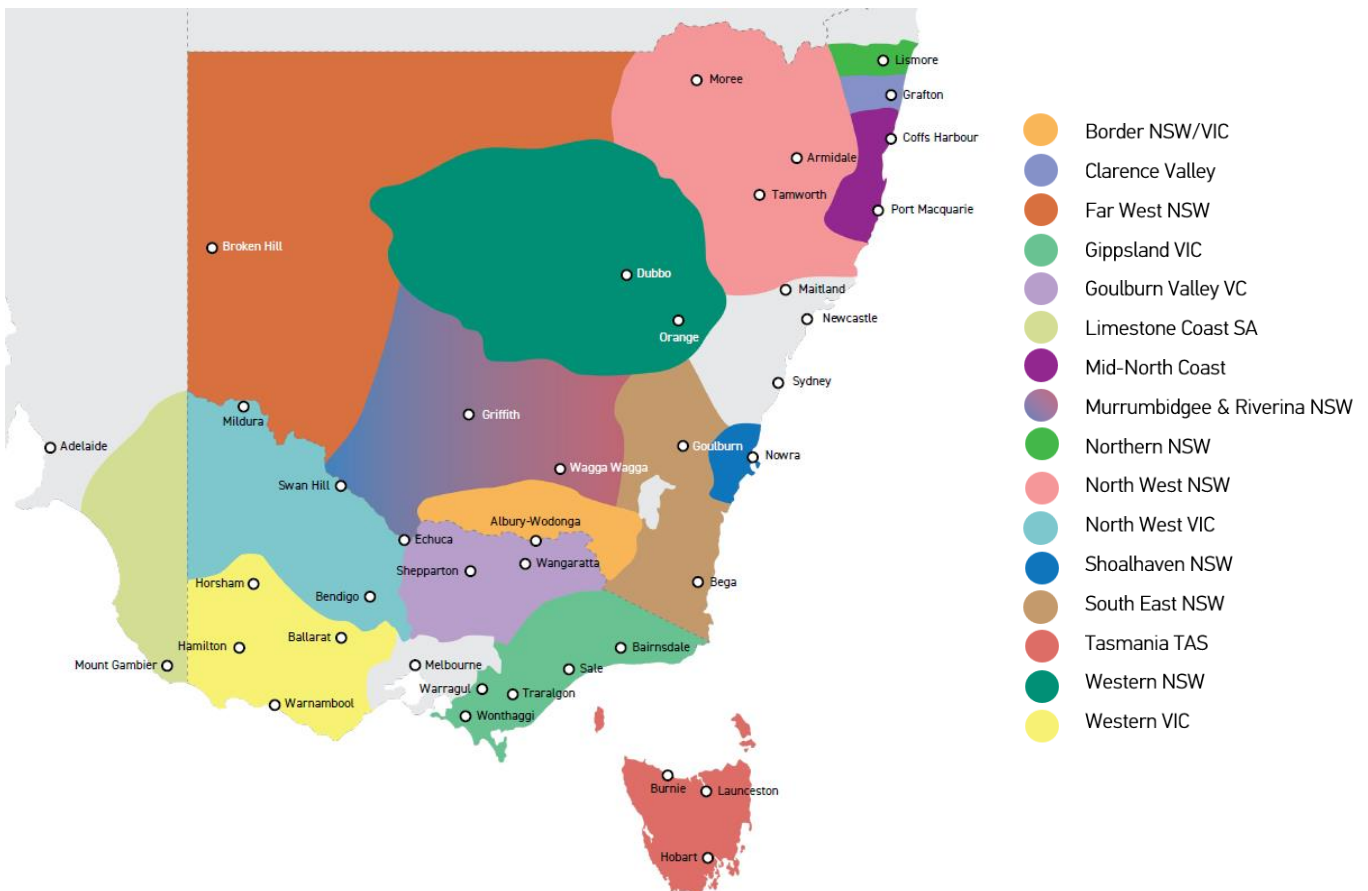 Lismore
Moree
Grafton
Coffs Harbour
Armidale
Tamworth
Port Macquarie
Broken Hill
Dubbo
Maitland
Newcastle
Orange
Sydney
Mildura
Griffith
Adelaide
Goulburn
Nowra
Wagga Wagga
Swan Hill
Albury-Wodonga
Echuca
Shepparton
Wangaratta
Horsham
Bendigo
Bega
Ballarat
Hamilton
Bairnsdale
Mount Gambier
Melbourne
Sale
Warragul
Traralgon
Warnambool
Wonthaggi
Burnie
Launceston
Hobart
Border NSW/VIC
Clarence Valley
Far West NSW
Gippsland VIC
Goulburn Valley VC
Limestone Coast SA
Mid-North Coast
Murrumbidgee & Riverina NSW
Northern NSW
North West NSW
North West VIC
Shoalhaven NSW
South East NSW
Tasmania TAS
Western NSW
Western VIC